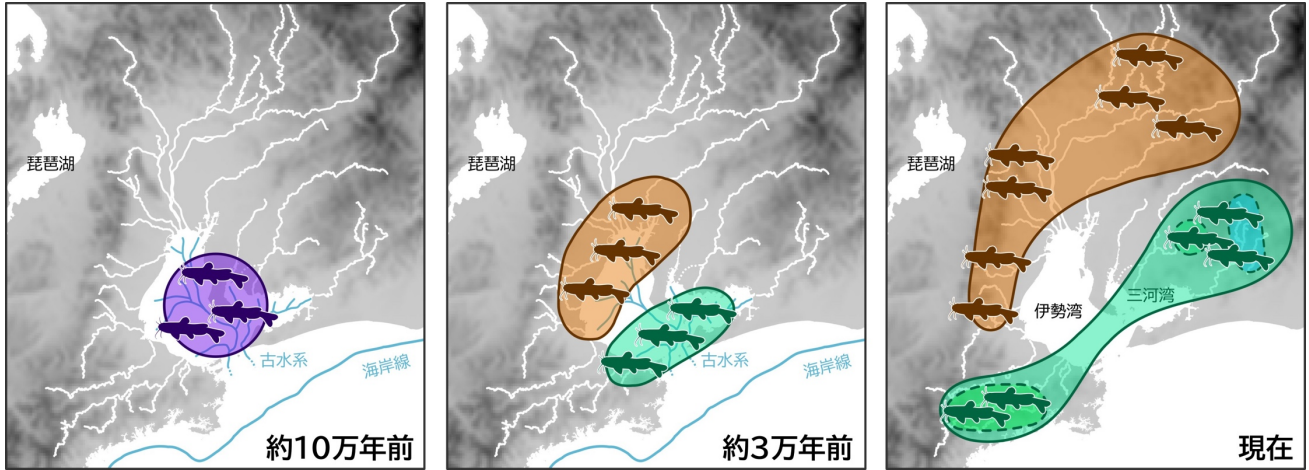 琵琶湖
古水系
海岸線
約10万年前
琵琶湖
古水系
海岸線
約3万年前
琵琶湖
伊勢湾
三河湾
現在